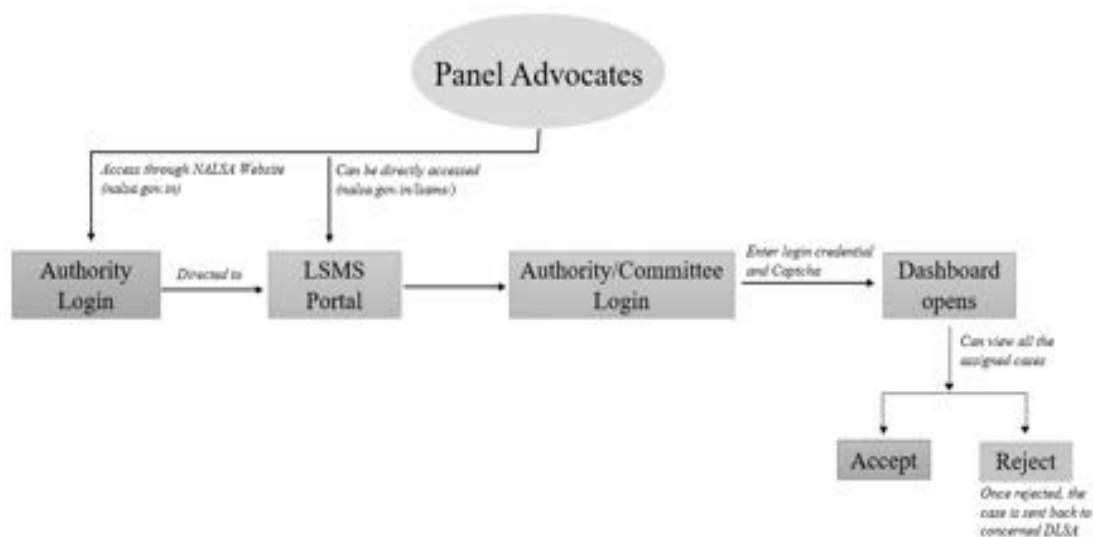 Panel Advocates
Access through NALSA Website
(nalsa.gov.in)
Can be directly accessed
(nalsa.gov.in/lsams/)
Authority
Login
Directed to
LSMS
Portal
Authority/Committee
Login
Enter login credential
and Captcha
Dashboard
opens
Can view all the
assigned cases
Accept
Reject
Once rejected, the
case is sent back to
concerned DLSA